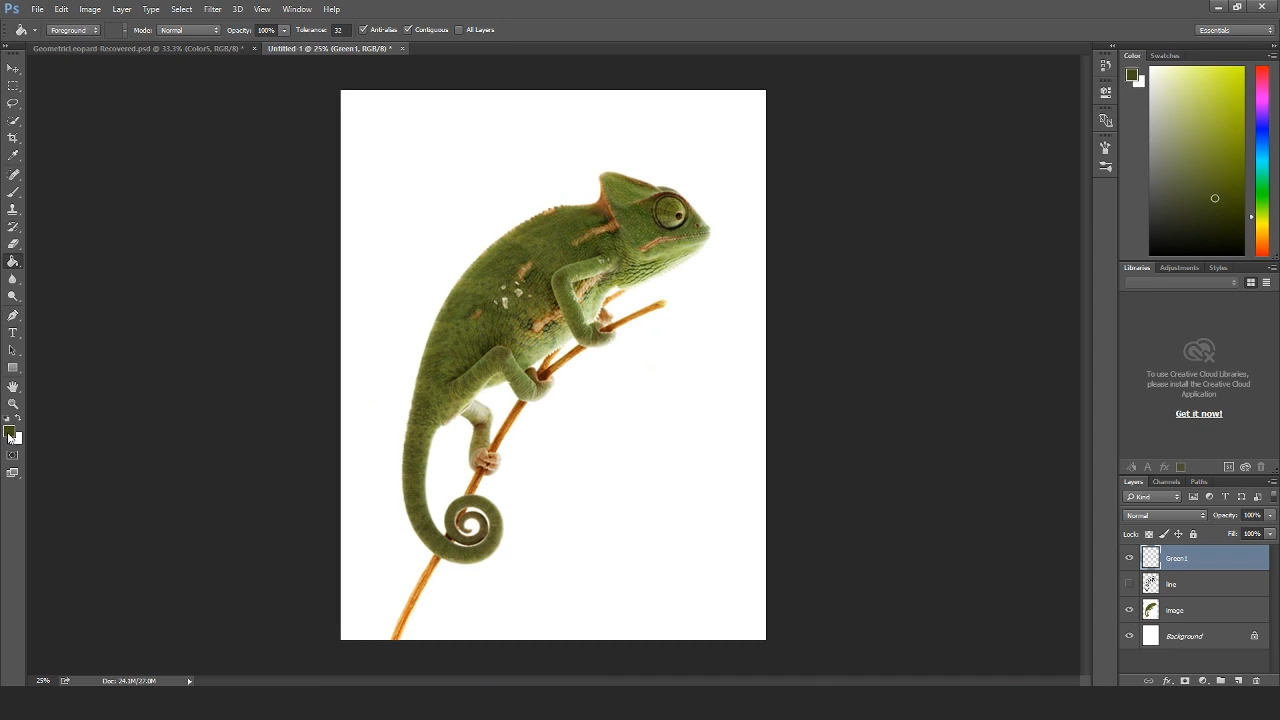 Ps File Edit Image Layer Type Select Filter 3D View Window Help
Foreground Mode: Normal Opacity: 100% Tolerance: 32 Anti-alias Contiguous All Layers Essentials
GeometricLeopard-Recovered.psd @ 33.3% (Color5, RGB/8) * × Untitled-1 @ 25% (Green1, RGB/8) * ×
Color Swatches
Libraries Adjustments Styles
To use Creative Cloud Libraries,
please install the Creative Cloud
Application
Get it now!
Layers Channels Paths
Kind
Normal Opacity: 100%
Lock: Fill: 100%
Green1
line
image
Background
25% Doc: 24.1M/27.0M